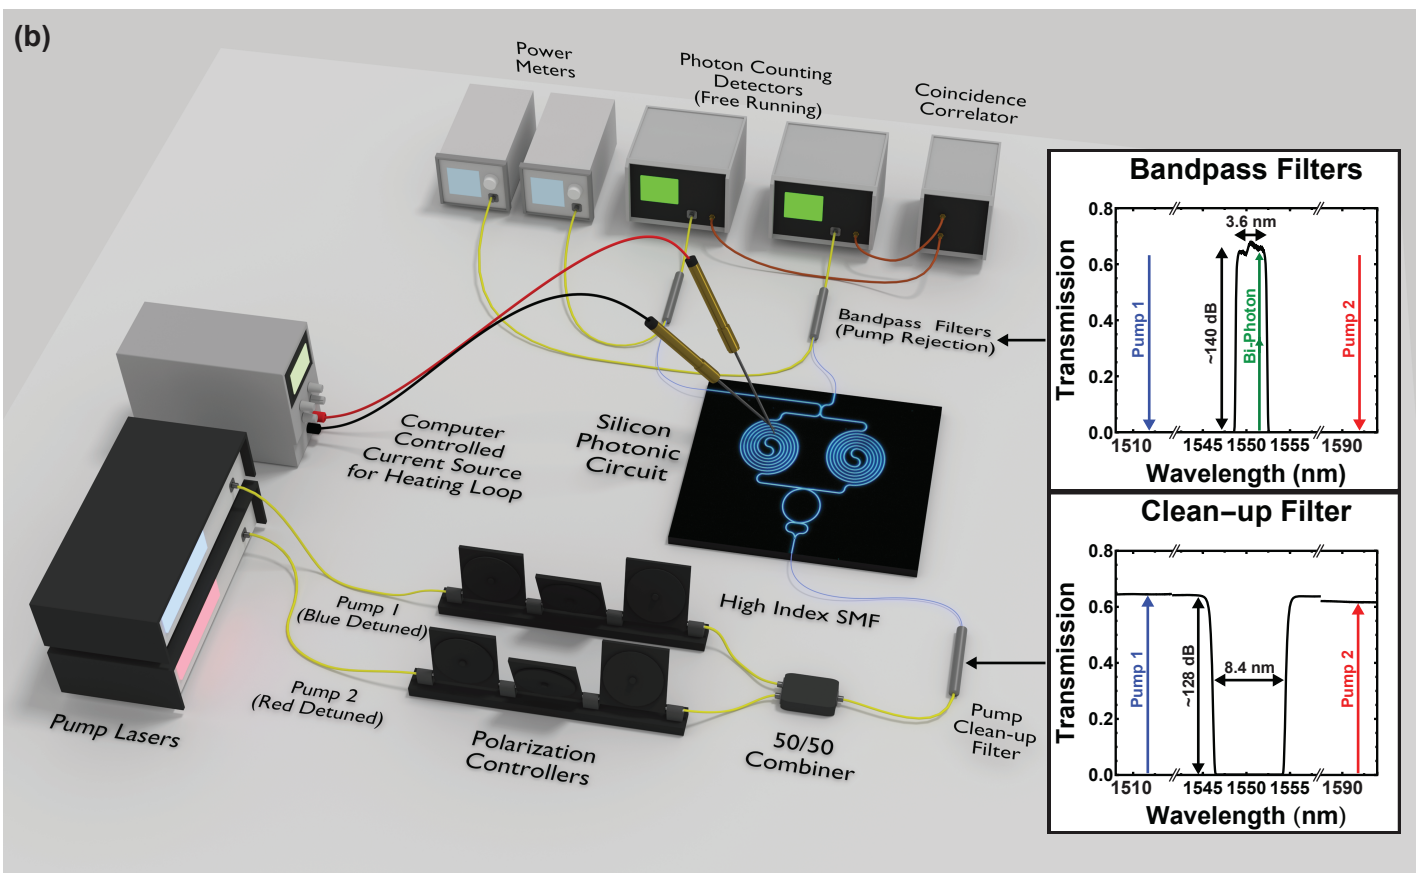 (b)
Power
Meters
Photon Counting
Detectors
(Free Running)
Coincidence
Correlator
Bandpass Filters
(Pump Rejection)
Silicon
Photonic
Circuit
Computer
Controlled
Current Source
for Heating Loop
Pump 1
(Blue Detuned)
Pump 2
(Red Detuned)
Pump Lasers
Polarization
Controllers
50/50
Combiner
High Index SMF
Pump
Clean-up
Filter
Bandpass Filters
Transmission
0.8
0.6
0.4
0.2
0.0
3.6 nm
Pump 1
~140 dB
Bi-Photon
Pump 2
1510 1545 1550 1555 1590
Wavelength (nm)
Clean-up Filter
Transmission
0.8
0.6
0.4
0.2
0.0
Pump 1
~128 dB
8.4 nm
Pump 2
1510 1545 1550 1555 1590
Wavelength (nm)